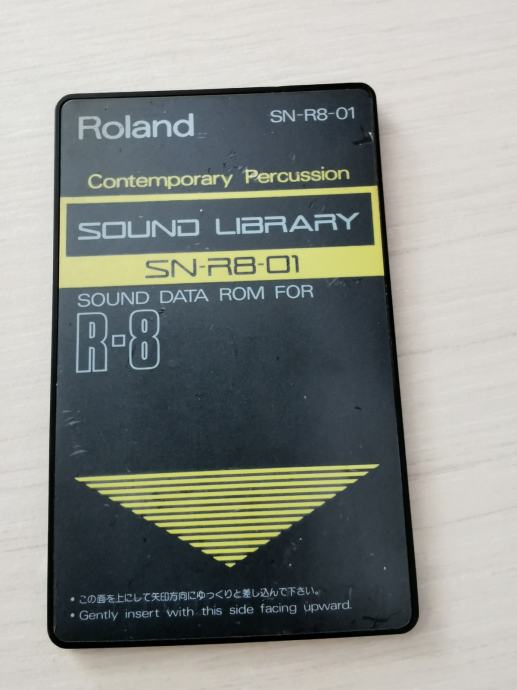 Roland SN-R8-01
Contemporary Percussion
SOUND LIBRARY
SN-R8-01
SOUND DATA ROM FOR
R-8
• この面を上にして矢印方向にゆっくりと差し込んで下さい。
• Gently insert with this side facing upward.